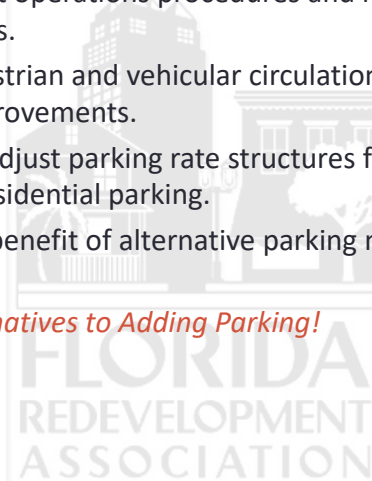 operations procedures and
s.
strian and vehicular circulation
rovements.
djust parking rate structures f
sidential parking.
benefit of alternative parking
natives to Adding Parking!
FLORIDA
REDEVELOPMENT
ASSOCIATION